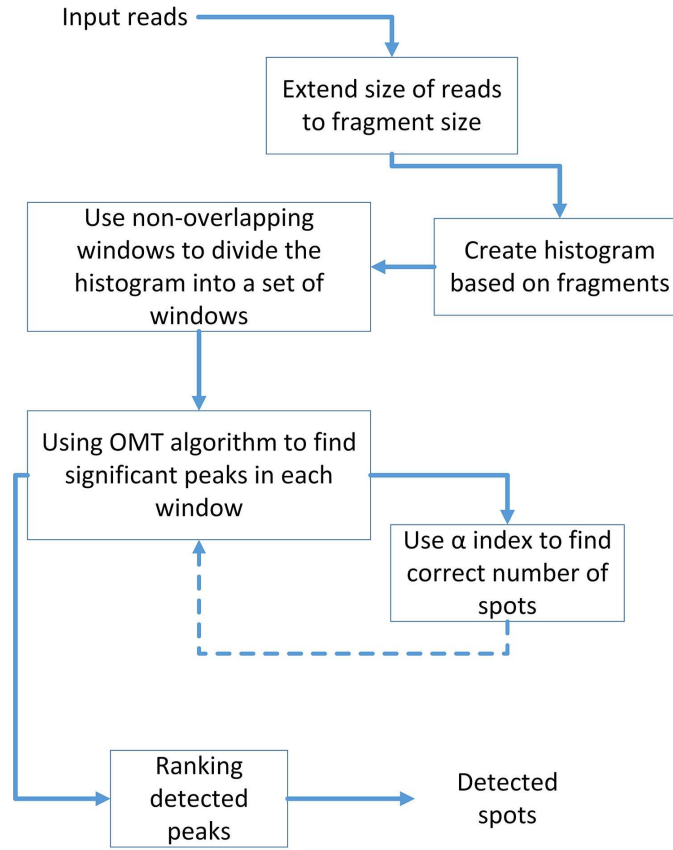 Input reads
Extend size of reads
to fragment size
Create histogram
based on fragments
Use non-overlapping
windows to divide the
histogram into a set of
windows
Using OMT algorithm to find
significant peaks in each
window
Use α index to find
correct number of
spots
Ranking
detected
peaks
Detected
spots